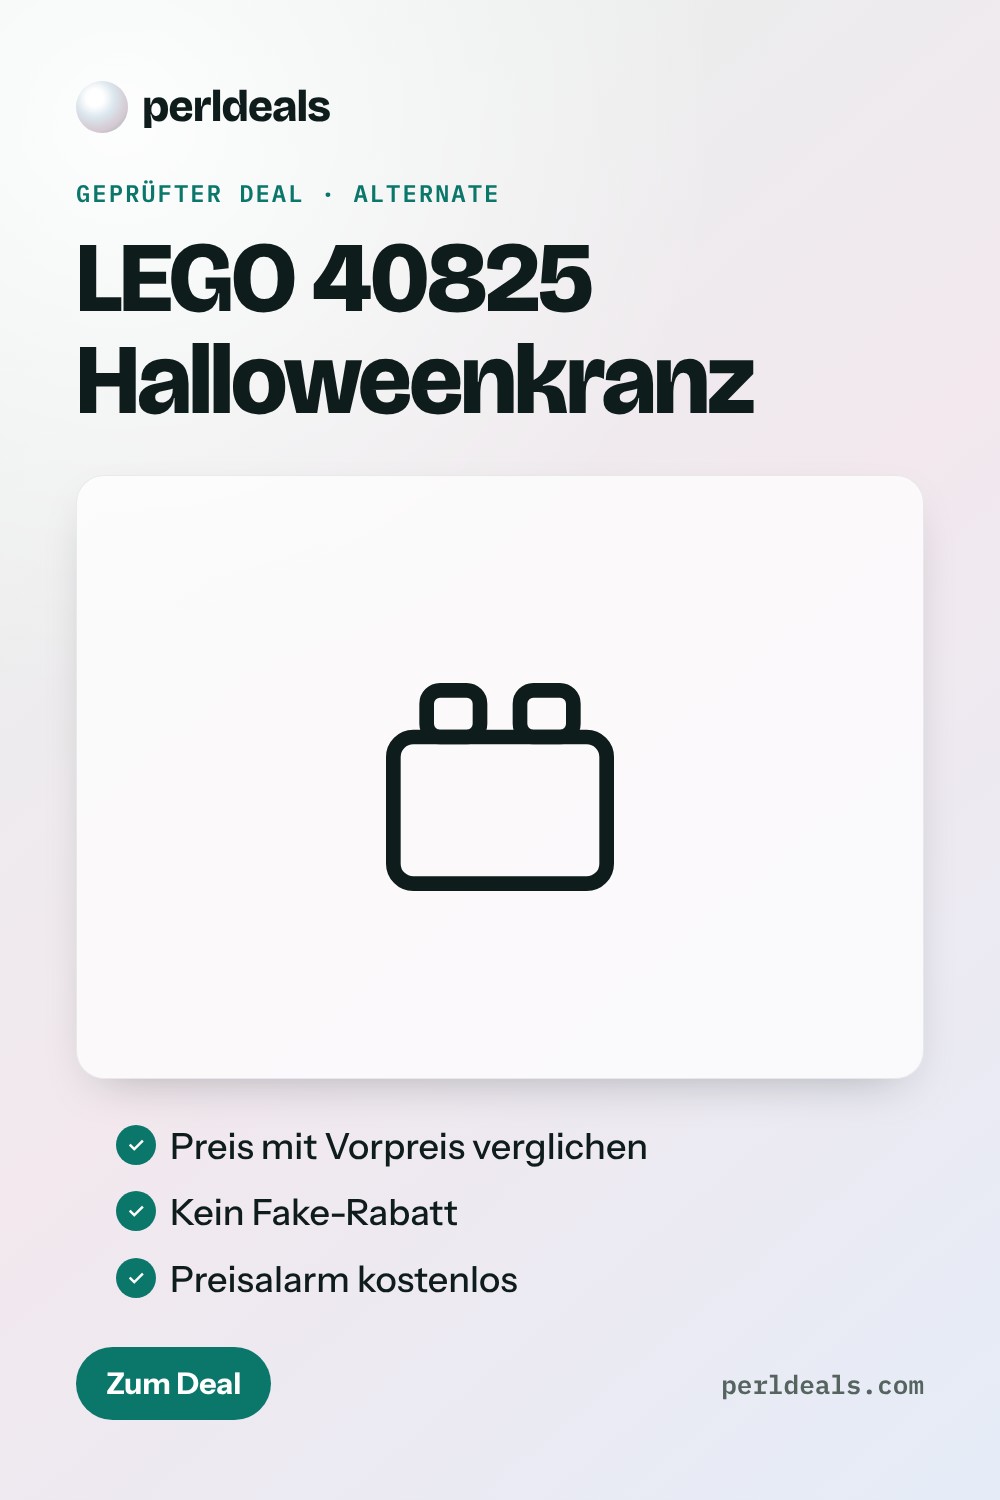 perldeals
GEPRÜFTER DEAL · ALTERNATE
LEGO 40825
Halloweenkranz
Preis mit Vorpreis verglichen
Kein Fake-Rabatt
Preisalarm kostenlos
Zum Deal
perldeals.com